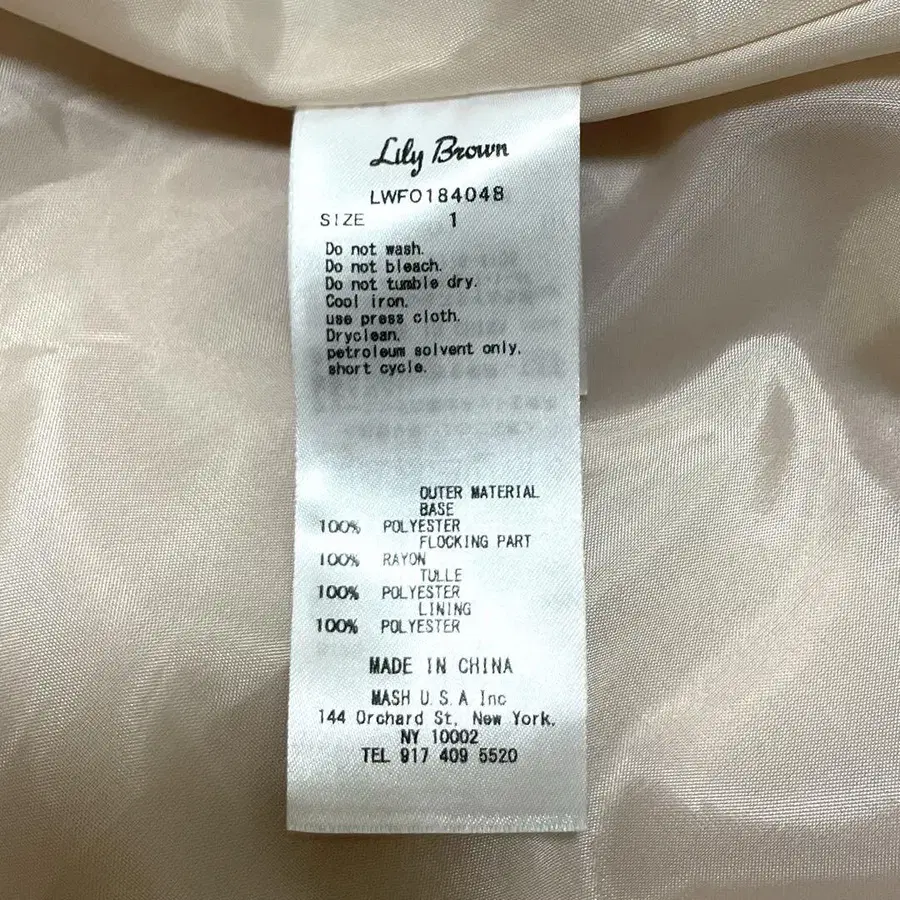 Lily Brown
LWFO184048
SIZE 1
Do not wash.
Do not bleach.
Do not tumble dry.
Cool iron.
use press cloth.
Dryclean.
petroleum solvent only.
short cycle.
OUTER MATERIAL
BASE
100% POLYESTER
FLOCKING PART
100% RAYON
TULLE
100% POLYESTER
LINING
100% POLYESTER
MADE IN CHINA
MASH U.S.A Inc
144 Orchard St, New York,
NY 10002
TEL 917 409 5520